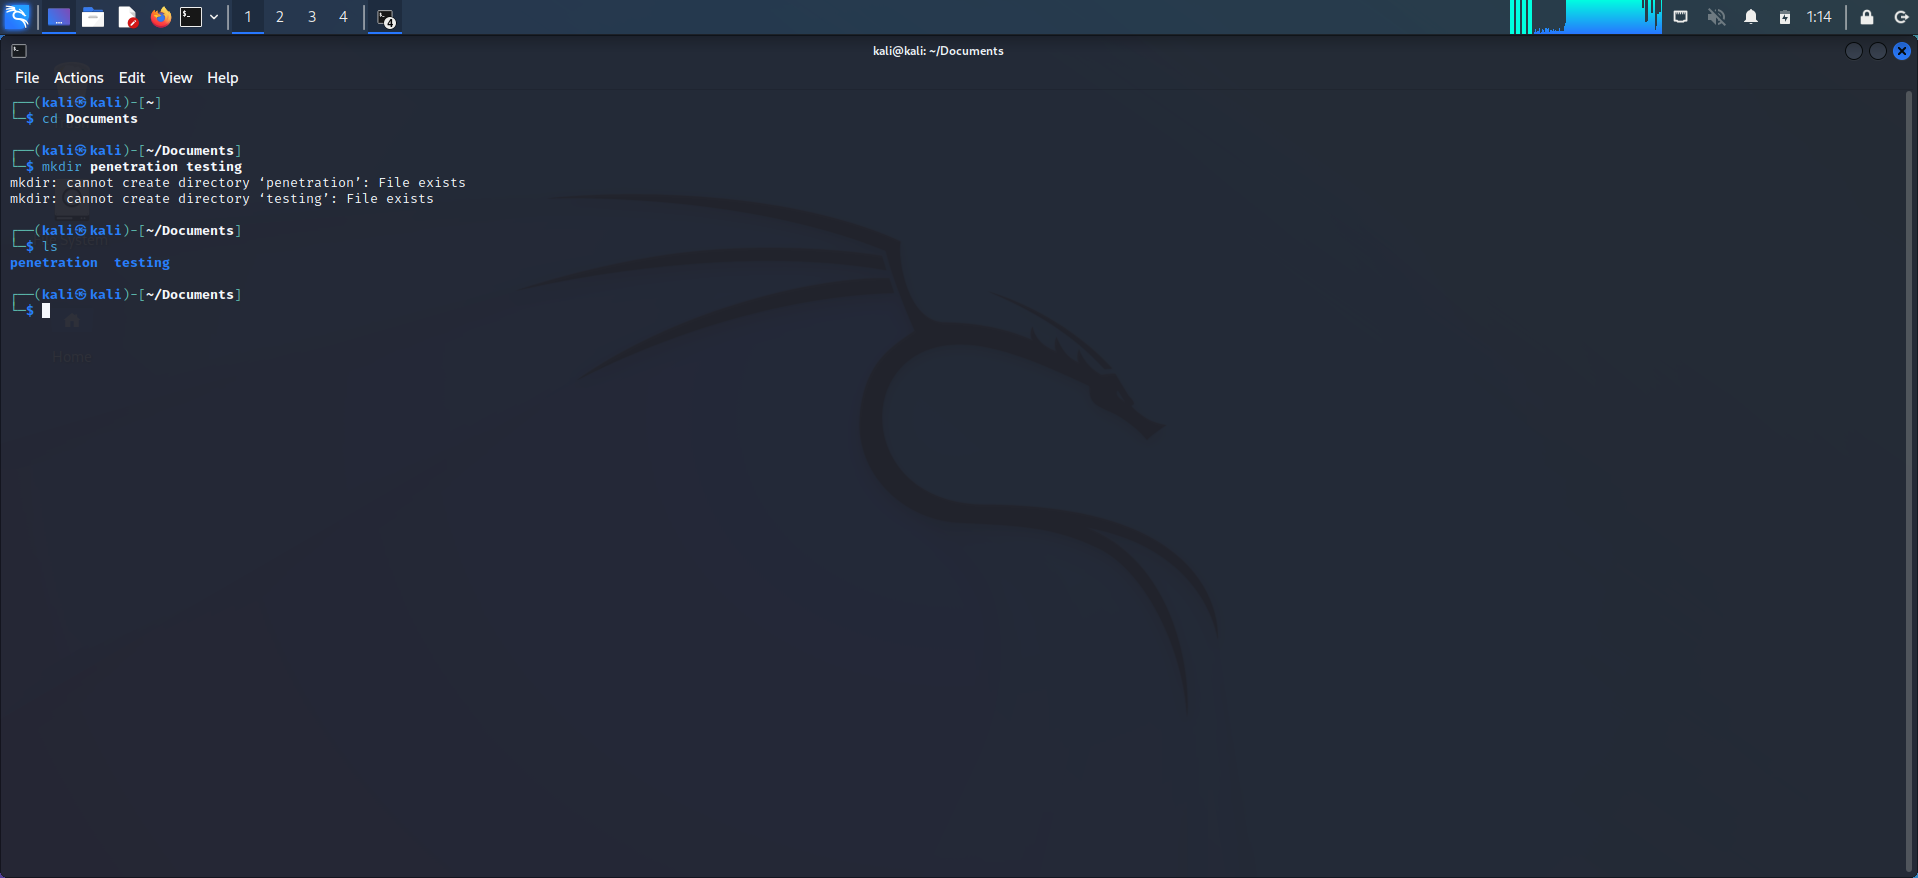 1 2 3 4 4 1:14
kali@kali: ~/Documents
File Actions Edit View Help
┌──(kali㉿kali)-[~]
└─$ cd Documents
┌──(kali㉿kali)-[~/Documents]
└─$ mkdir penetration testing
mkdir: cannot create directory ‘penetration’: File exists
mkdir: cannot create directory ‘testing’: File exists
┌──(kali㉿kali)-[~/Documents]
└─$ ls
penetration  testing
┌──(kali㉿kali)-[~/Documents]
└─$
Home